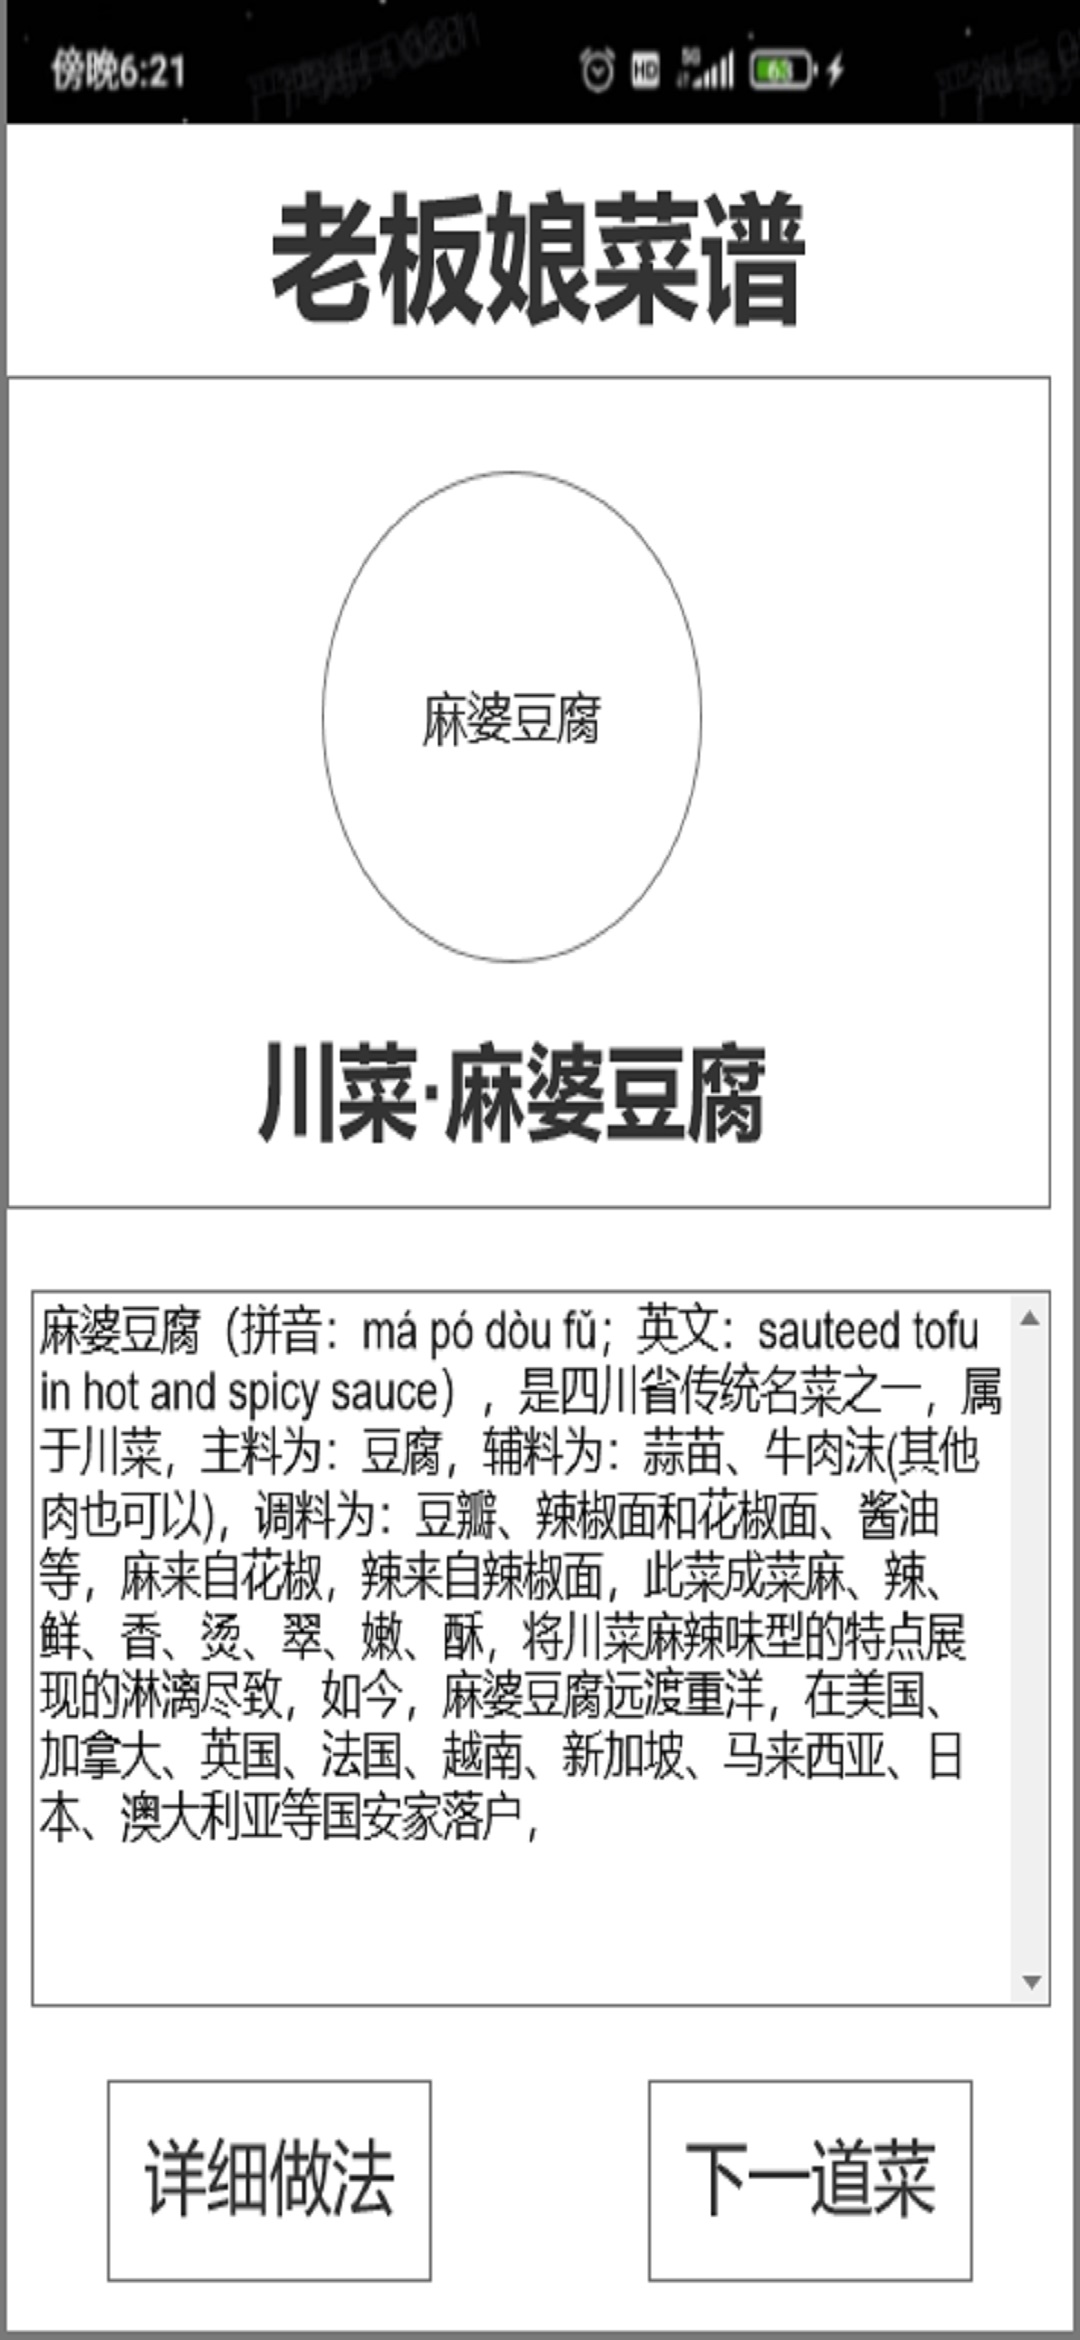 傍晚6:21
HD 5G 63
老板娘菜谱
麻婆豆腐
川菜·麻婆豆腐
麻婆豆腐（拼音：má pó dòu fǔ；英文：sauteed tofu
in hot and spicy sauce），是四川省传统名菜之一，属
于川菜，主料为：豆腐，辅料为：蒜苗、牛肉沫(其他
肉也可以)，调料为：豆瓣、辣椒面和花椒面、酱油
等，麻来自花椒，辣来自辣椒面，此菜成菜麻、辣、
鲜、香、烫、翠、嫩、酥，将川菜麻辣味型的特点展
现的淋漓尽致，如今，麻婆豆腐远渡重洋，在美国、
加拿大、英国、法国、越南、新加坡、马来西亚、日
本、澳大利亚等国安家落户，
详细做法
下一道菜